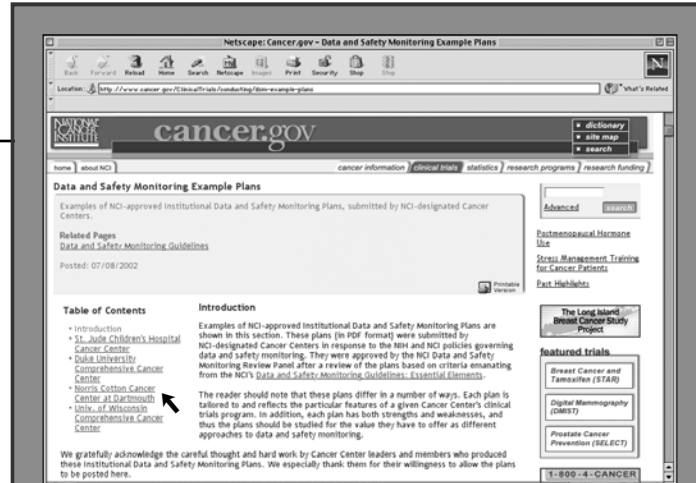 Netscape: Cancer.gov - Data and Safety Monitoring Example Plans
Back Forward Reload Home Search Netscape Images Print Security Shop Stop
N
Location: http://www.cancer.gov/ClinicalTrials/conducting/dsm-example-plans What's Related
NATIONAL
CANCER
INSTITUTE
cancer.gov
dictionary
site map
search
home about NCI cancer information clinical trials statistics research programs research funding
Data and Safety Monitoring Example Plans
Examples of NCI-approved Institutional Data and Safety Monitoring Plans, submitted by NCI-designated Cancer
Centers.
Related Pages
Data and Safety Monitoring Guidelines
Posted: 07/08/2002
Printable
Version
Advanced search
Postmenopausal Hormone
Use
Stress Management Training
for Cancer Patients
Past Highlights
Table of Contents
• Introduction
• St. Jude Children's Hospital
Cancer Center
• Duke University
Comprehensive Cancer
Center
• Norris Cotton Cancer
Center at Dartmouth
• Univ. of Wisconsin
Comprehensive Cancer
Center
Introduction
Examples of NCI-approved Institutional Data and Safety Monitoring Plans are
shown in this section. These plans (in PDF format) were submitted by
NCI-designated Cancer Centers in response to the NIH and NCI policies governing
data and safety monitoring. They were approved by the NCI Data and Safety
Monitoring Review Panel after a review of the plans based on criteria emanating
from the NCI's Data and Safety Monitoring Guidelines: Essential Elements.
The reader should note that these plans differ in a number of ways. Each plan is
tailored to and reflects the particular features of a given Cancer Center's clinical
trials program. In addition, each plan has both strengths and weaknesses, and
thus the plans should be studied for the value they have to offer as different
approaches to data and safety monitoring.
We gratefully acknowledge the careful thought and hard work by Cancer Center leaders and members who produced
these Institutional Data and Safety Monitoring Plans. We especially thank them for their willingness to allow the plans
to be posted here.
The Long Island
Breast Cancer Study
Project
featured trials
Breast Cancer and
Tamoxifen (STAR)
Digital Mammography
(DMIST)
Prostate Cancer
Prevention (SELECT)
1-800-4-CANCER